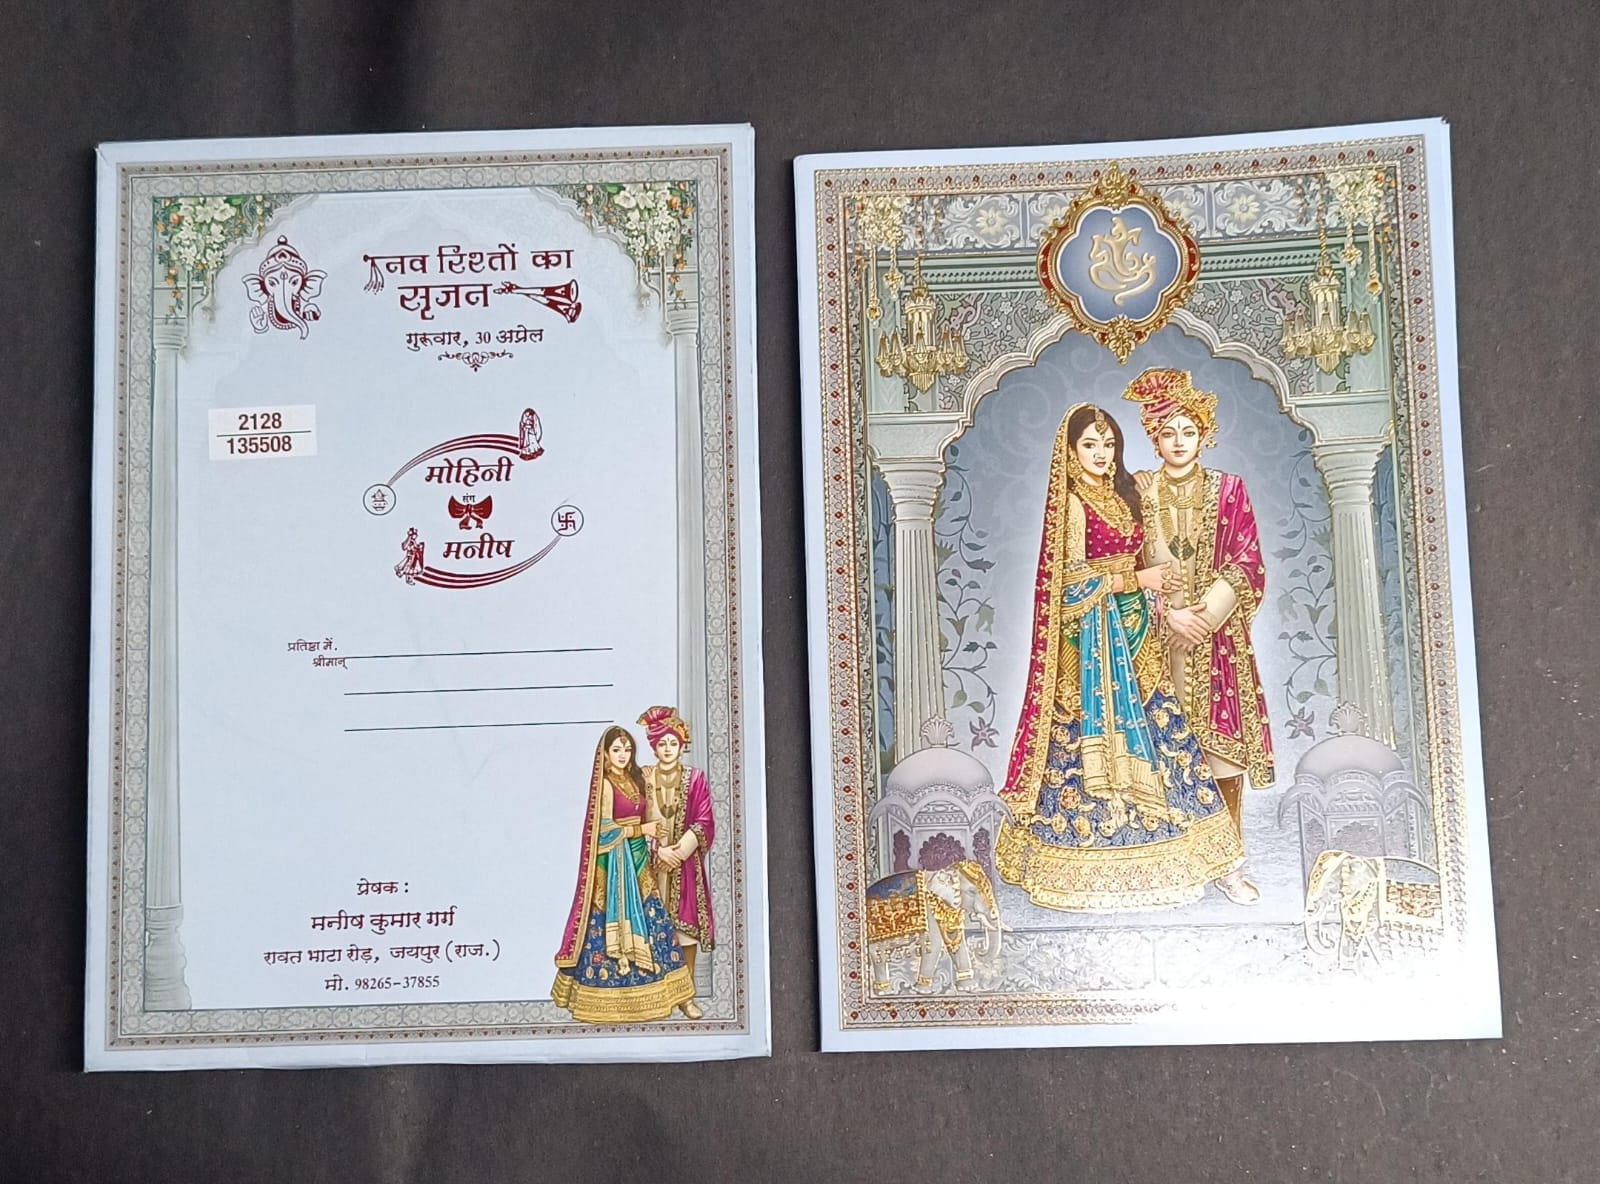 नव रिश्तों का
सृजन
गुरूवार, 30 अप्रेल
2128
135508
मोहिनी
संग
मनीष
प्रतिष्ठा में,
श्रीमान्
प्रेषक :
मनीष कुमार गर्ग
रावत भाटा रोड़, जयपुर (राज.)
मो. 98265-37855